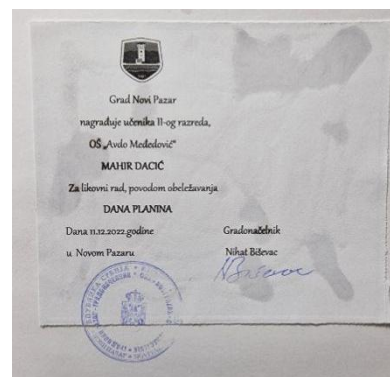 Grad Novi Pazar
nagrađuje učenika II-og razreda,
OŠ „Avdo Međedović"
MAHIR DACIĆ
Za likovni rad, povodom obeležavanja
DANA PLANINA
Dana 11.12.2022.godine
Gradonačelnik
u Novom Pazaru
Nihat Biševac